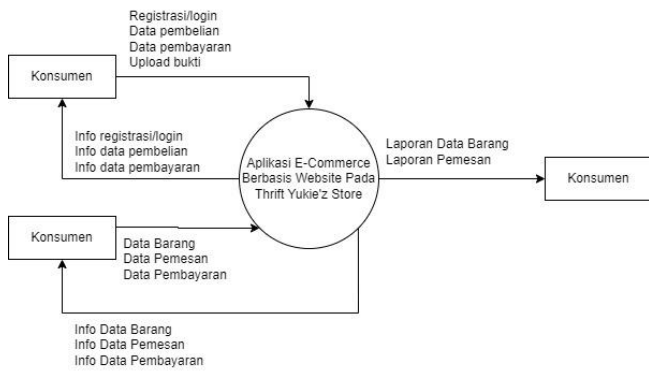 Registrasi/login
Data pembelian
Data pembayaran
Upload bukti
Konsumen
Info registrasi/login
Info data pembelian
Info data pembayaran
Aplikasi E-Commerce
Berbasis Website Pada
Thrift Yukie'z Store
Laporan Data Barang
Laporan Pemesan
Konsumen
Konsumen
Data Barang
Data Pemesan
Data Pembayaran
Info Data Barang
Info Data Pemesan
Info Data Pembayaran